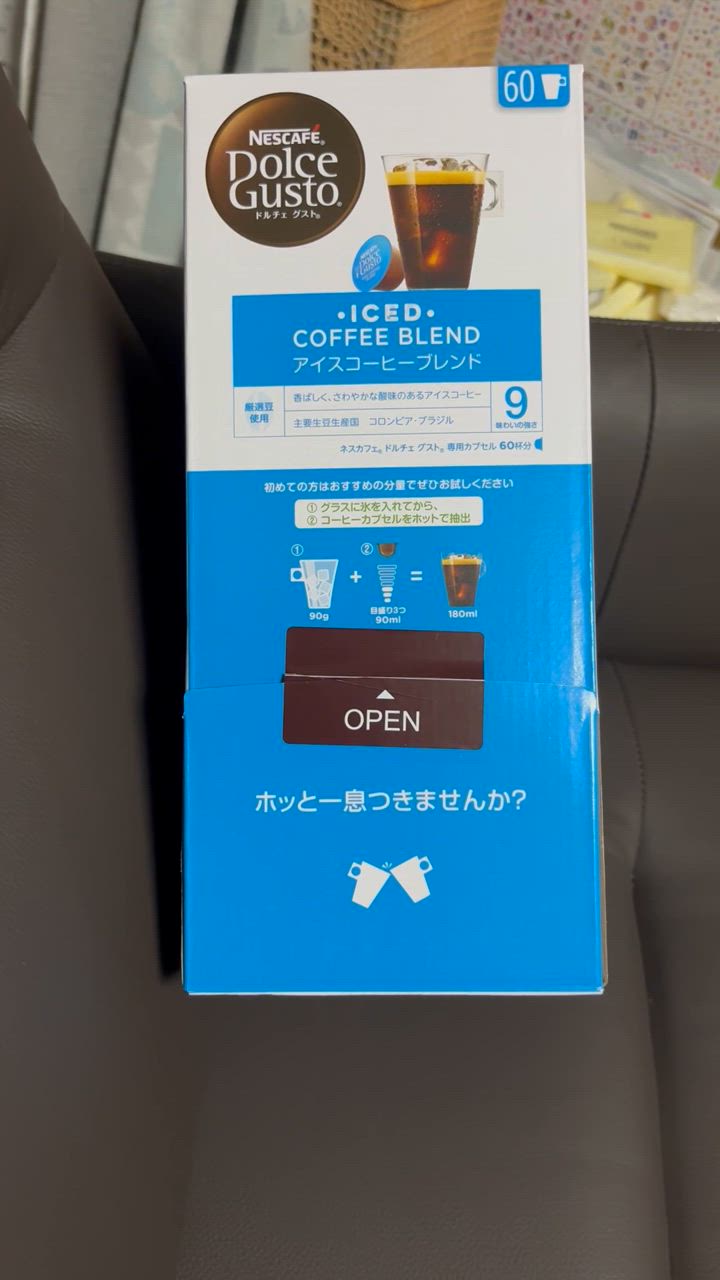 60
NESCAFÉ®
DOLCE
GUSTO®
ドルチェ グスト®
•ICED•
COFFEE BLEND
アイスコーヒーブレンド
厳選豆
使用
香ばしく、さわやかな酸味のあるアイスコーヒー
主要生豆生産国 コロンビア・ブラジル
9
味わいの強さ
ネスカフェ® ドルチェ グスト® 専用カプセル 60杯分
初めての方はおすすめの分量でぜひお試しください
① グラスに氷を入れてから、
② コーヒーカプセルをホットで抽出
① + ② =
90g
目盛り3つ
90ml
180ml
OPEN
ホッと一息つきませんか?